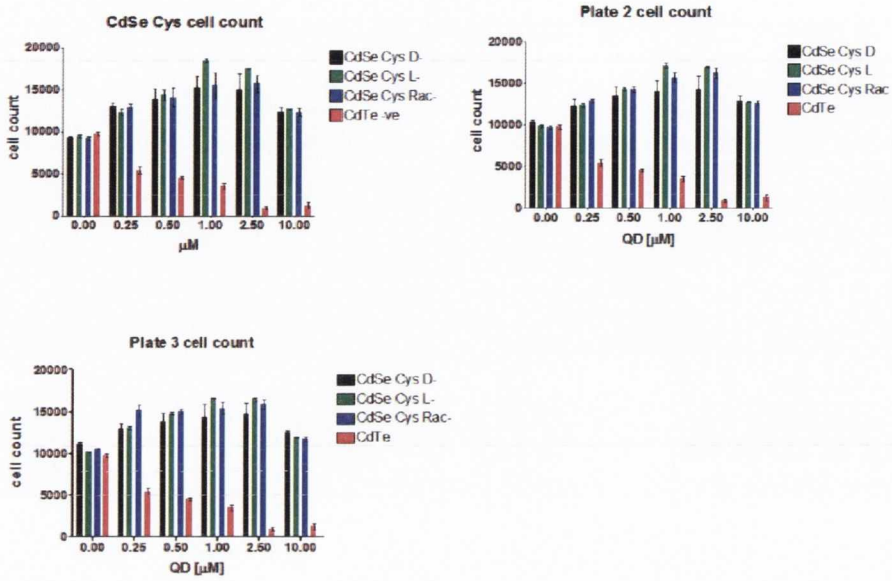 CdSe Cys cell count
20000
15000
10000
5000
0
cell count
0.00 0.25 0.50 1.00 2.50 10.00
µM
CdSe Cys D-
CdSe Cys L-
CdSe Cys Rac-
CdTe -ve
Plate 2 cell count
20000
15000
10000
5000
0
cell count
0.00 0.25 0.50 1.00 2.50 10.00
QD [µM]
CdSe Cys D
CdSe Cys L
CdSe Cys Rac
CdTe
Plate 3 cell count
20000
15000
10000
5000
0
cell count
0.00 0.25 0.50 1.00 2.50 10.00
QD [µM]
CdSe Cys D-
CdSe Cys L-
CdSe Cys Rac-
CdTe